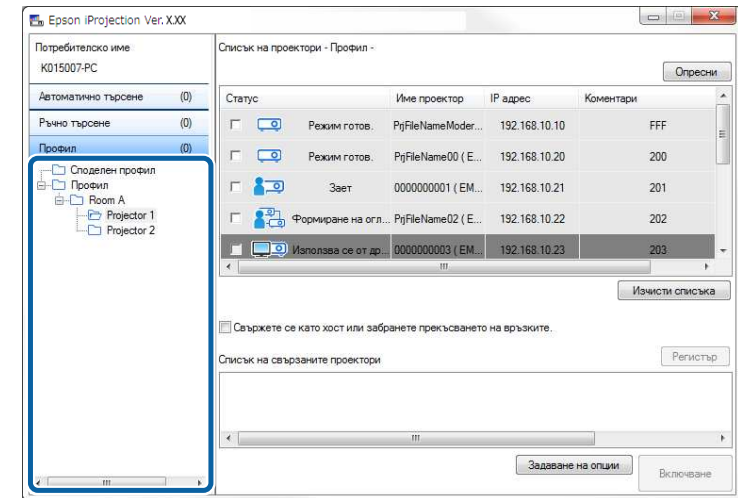 Epson iProjection Ver. X.XX
Потребителско име
K015007-PC
Автоматично търсене (0)
Ръчно търсене (0)
Профил (0)
Споделен профил
Профил
Room A
Projector 1
Projector 2
Списък на проектори - Профил -
Опресни
Статус Име проектор IP адрес Коментари
Режим готов. PrjFileNameModer... 192.168.10.10 FFF
Режим готов. PrjFileName00 ( E... 192.168.10.20 200
Зает 0000000001 ( EM... 192.168.10.21 201
Формиране на огл... PrjFileName02 ( E... 192.168.10.22 202
Използва се от др... 0000000003 ( EM... 192.168.10.23 203
Изчисти списъка
Свържете се като хост или забранете прекъсването на връзките.
Списък на свързаните проектори
Регистър
Задаване на опции
Включване